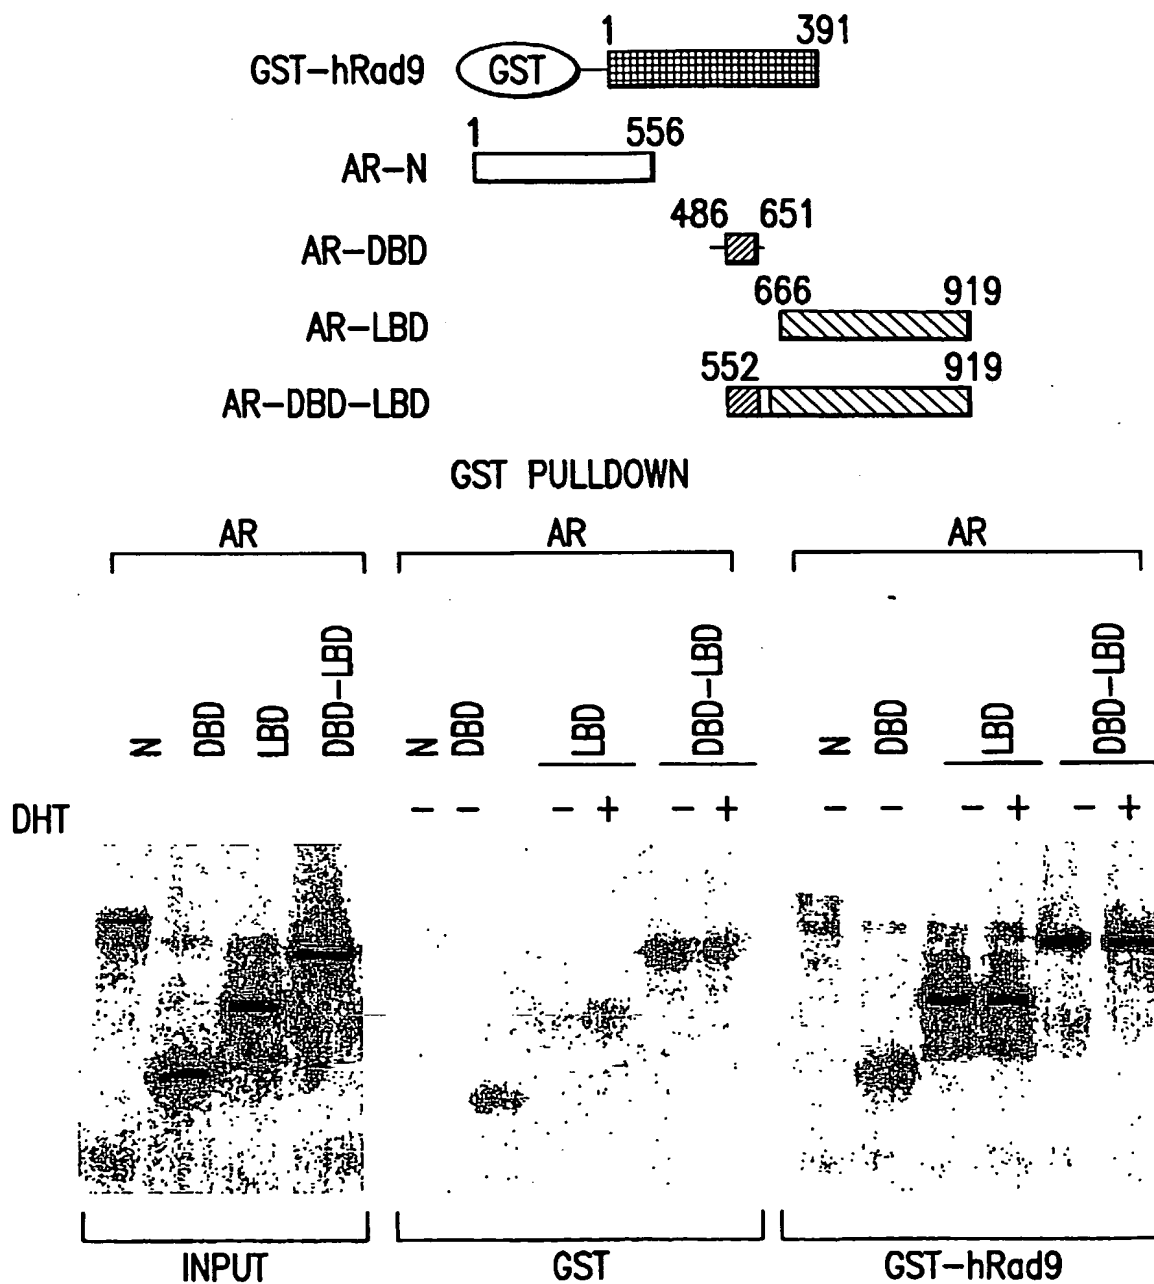 1 391
GST-hRad9 GST
1 556
AR-N
486 651
AR-DBD
666 919
AR-LBD
552 919
AR-DBD-LBD
GST PULLDOWN
AR AR AR
N DBD LBD DBD-LBD N DBD LBD DBD-LBD N DBD LBD DBD-LBD
DHT - - - + - + - - - + - +
INPUT GST GST-hRad9